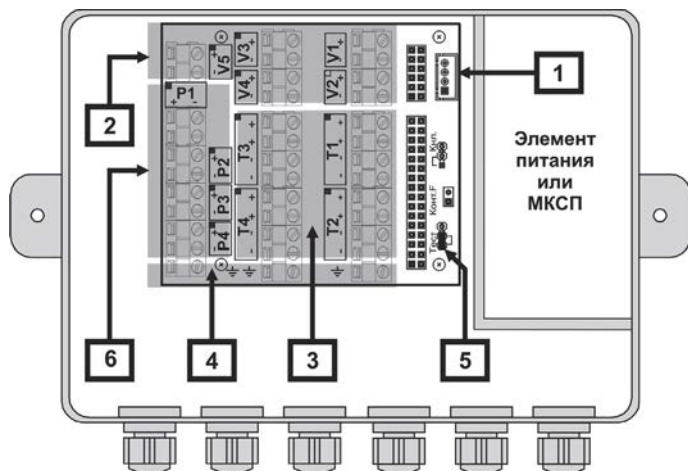 V5
+
-
V3
+
-
V4
+
-
V1
+
-
V2
+
-
1
2
P1
+ -
T3
+ + - -
T1
+ + - -
P2
+
-
P3
+
-
P4
+
-
T4
+ + - -
T2
+ + - -
Кнп.
Конт.F
Тест
Элемент
питания
или
МКСП
6
4
3
5